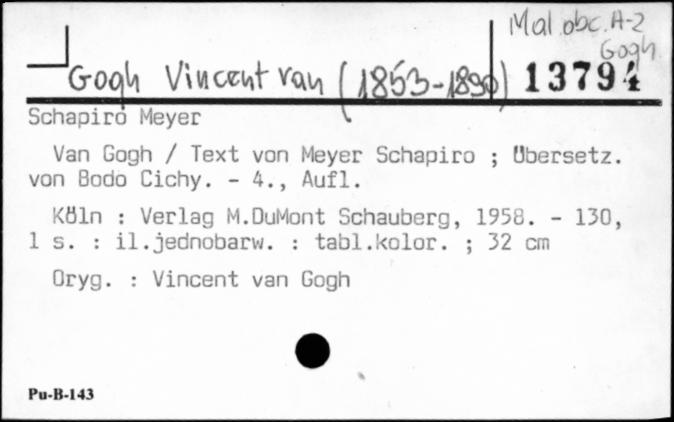 Mal.obc.A-2
Gogh
Gogh Vincent van (1853-1890) 13794
Schapiro Meyer
Van Gogh / Text von Meyer Schapiro ; Übersetz.
von Bodo Cichy. - 4., Aufl.
Köln : Verlag M.DuMont Schauberg, 1958. - 130,
1 s. : il.jednobarw. : tabl.kolor. ; 32 cm
Oryg. : Vincent van Gogh
Pu-B-143